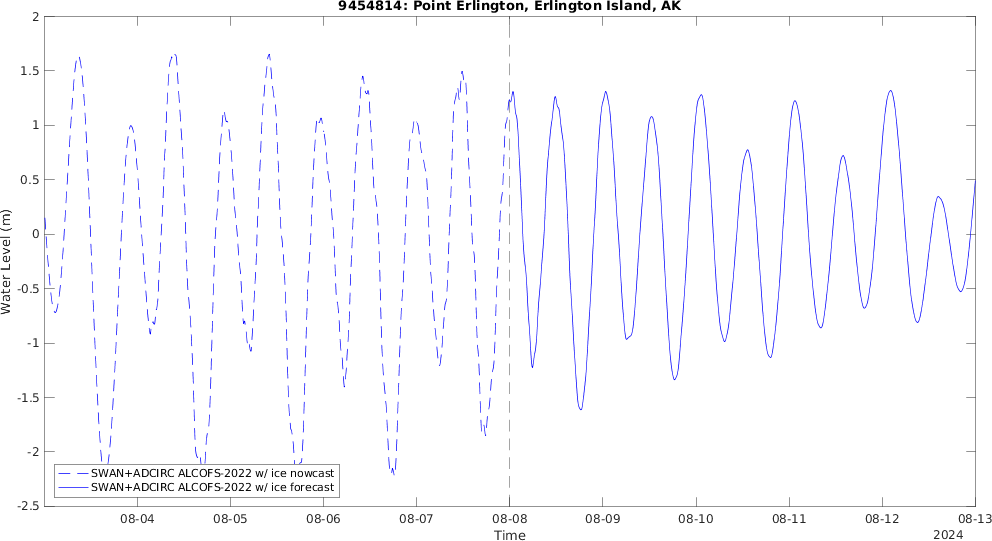 9454814: Point Erlington, Erlington Island, AK
Water Level (m)
2
1.5
1
0.5
0
-0.5
-1
-1.5
-2
-2.5
SWAN+ADCIRC ALCOFS-2022 w/ ice nowcast
SWAN+ADCIRC ALCOFS-2022 w/ ice forecast
08-04 08-05 08-06 08-07 08-08 08-09 08-10 08-11 08-12 08-13
Time
2024